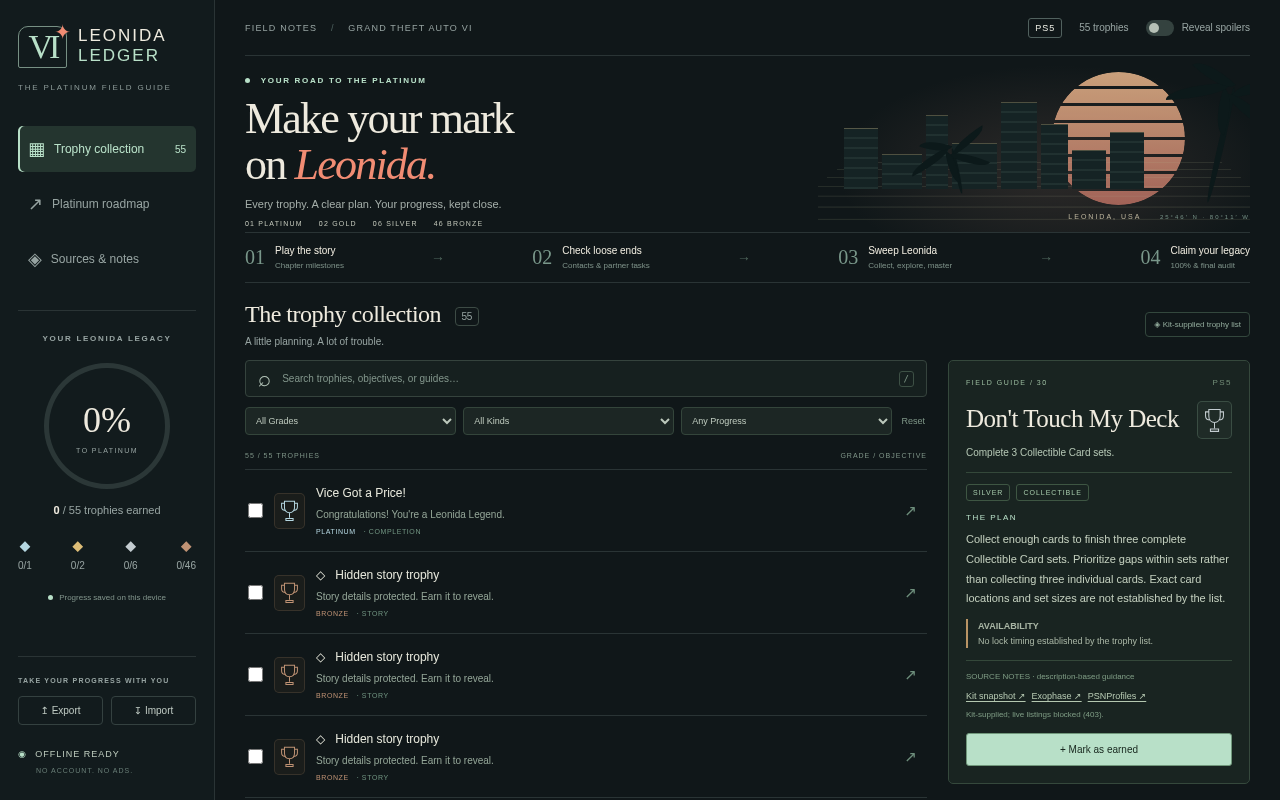 VI
LEONIDA
LEDGER
THE PLATINUM FIELD GUIDE
Trophy collection 55
Platinum roadmap
Sources & notes
YOUR LEONIDA LEGACY
0%
TO PLATINUM
0 / 55 trophies earned
0/1 0/2 0/6 0/46
Progress saved on this device
TAKE YOUR PROGRESS WITH YOU
↥ Export ↧ Import
OFFLINE READY
NO ACCOUNT. NO ADS.
FIELD NOTES / GRAND THEFT AUTO VI
PS5 55 trophies Reveal spoilers
YOUR ROAD TO THE PLATINUM
Make your mark
on Leonida.
Every trophy. A clear plan. Your progress, kept close.
01 PLATINUM 02 GOLD 06 SILVER 46 BRONZE
LEONIDA, USA 25°46' N 80°11' W
01 Play the story → 02 Check loose ends → 03 Sweep Leonida → 04 Claim your legacy
Chapter milestones Contacts & partner tasks Collect, explore, master 100% & final audit
The trophy collection 55
A little planning. A lot of trouble.
◈ Kit-supplied trophy list
Search trophies, objectives, or guides… /
All Grades All Kinds Any Progress Reset
55 / 55 TROPHIES GRADE / OBJECTIVE
Vice Got a Price!
Congratulations! You're a Leonida Legend.
PLATINUM · COMPLETION
◇ Hidden story trophy
Story details protected. Earn it to reveal.
BRONZE · STORY
◇ Hidden story trophy
Story details protected. Earn it to reveal.
BRONZE · STORY
◇ Hidden story trophy
Story details protected. Earn it to reveal.
BRONZE · STORY
FIELD GUIDE / 30 PS5
Don't Touch My Deck
Complete 3 Collectible Card sets.
SILVER COLLECTIBLE
THE PLAN
Collect enough cards to finish three complete
Collectible Card sets. Prioritize gaps within sets rather
than collecting three individual cards. Exact card
locations and set sizes are not established by the list.
AVAILABILITY
No lock timing established by the trophy list.
SOURCE NOTES · description-based guidance
Kit snapshot ↗ Exophase ↗ PSNProfiles ↗
Kit-supplied; live listings blocked (403).
+ Mark as earned